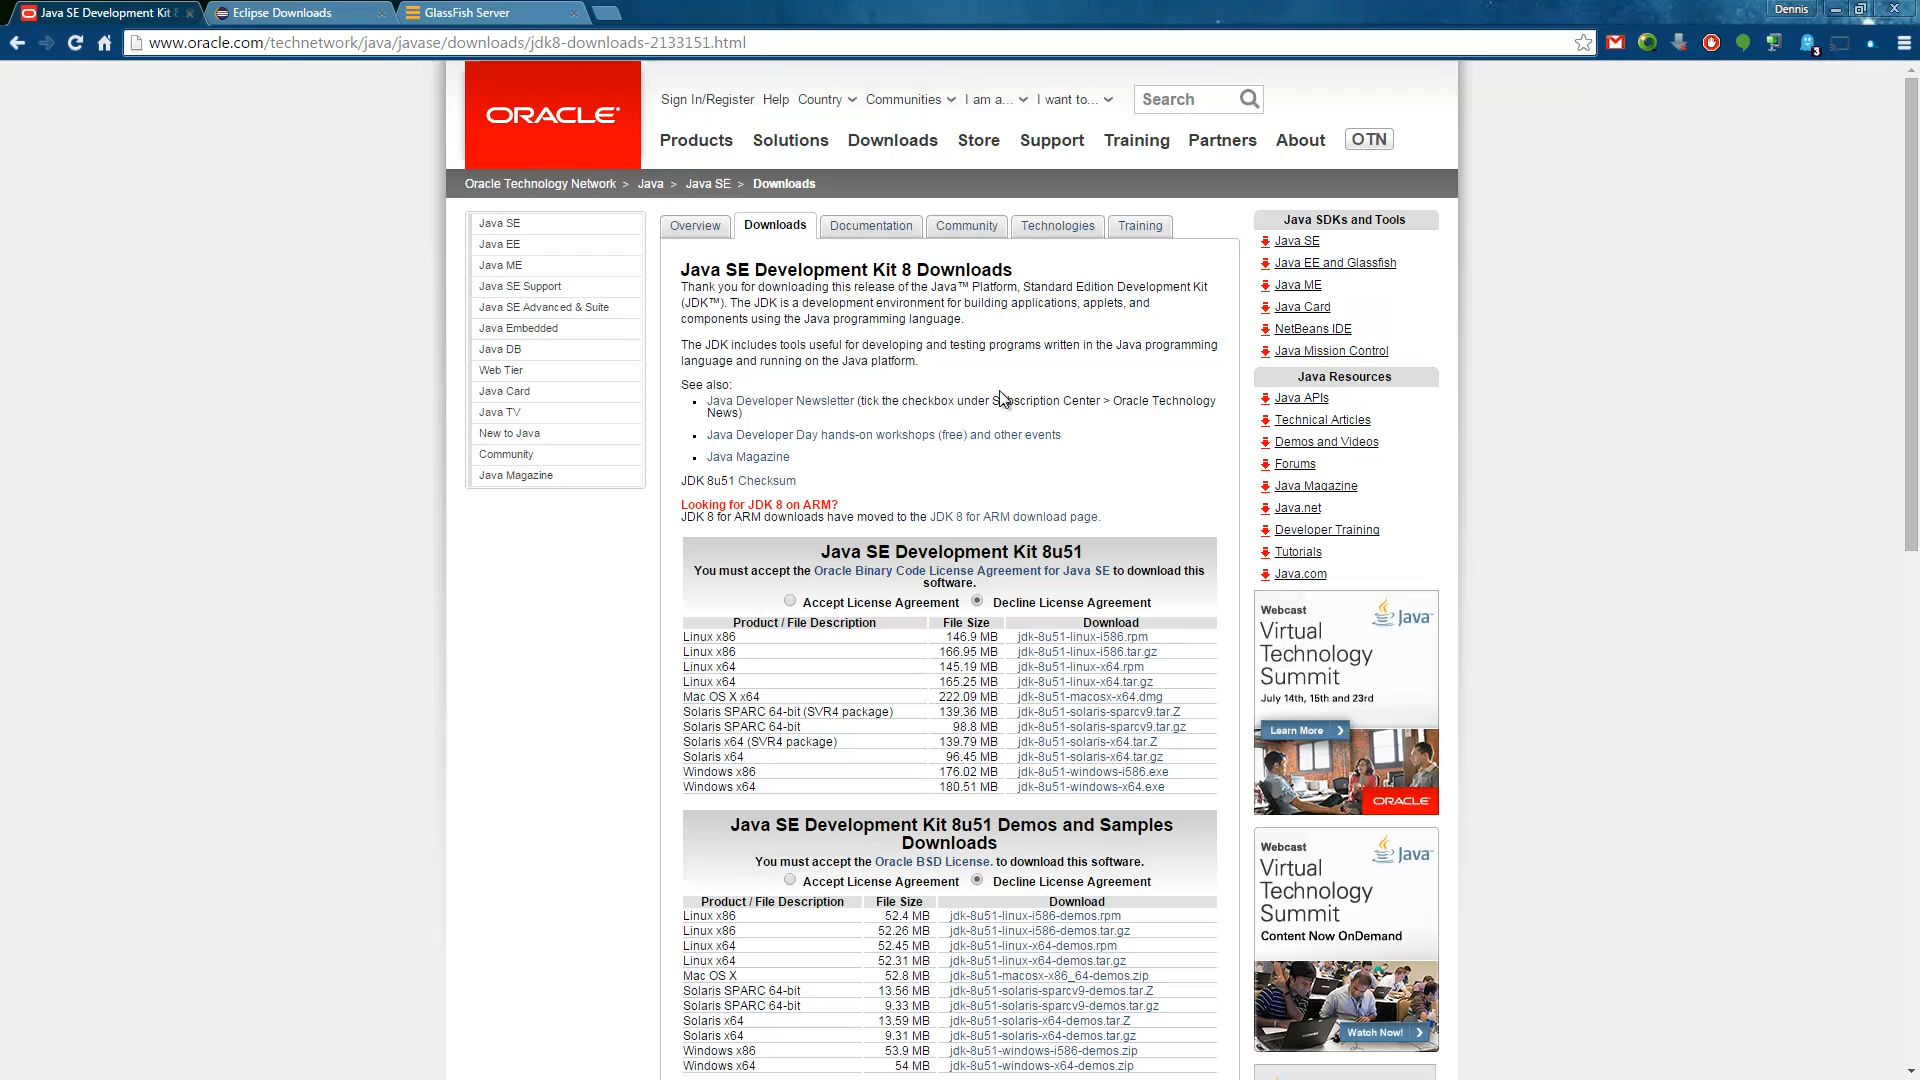 Java SE Development Kit 8
Eclipse Downloads
GlassFish Server
Dennis
www.oracle.com/technetwork/java/javase/downloads/jdk8-downloads-2133151.html
3
ORACLE
Sign In/Register Help Country Communities I am a... I want to... Search
Products Solutions Downloads Store Support Training Partners About OTN
Oracle Technology Network > Java > Java SE > Downloads
Java SE
Java EE
Java ME
Java SE Support
Java SE Advanced & Suite
Java Embedded
Java DB
Web Tier
Java Card
Java TV
New to Java
Community
Java Magazine
Overview Downloads Documentation Community Technologies Training
Java SE Development Kit 8 Downloads
Thank you for downloading this release of the Java™ Platform, Standard Edition Development Kit
(JDK™). The JDK is a development environment for building applications, applets, and
components using the Java programming language.
The JDK includes tools useful for developing and testing programs written in the Java programming
language and running on the Java platform.
See also:
Java Developer Newsletter (tick the checkbox under Subscription Center > Oracle Technology
News)
Java Developer Day hands-on workshops (free) and other events
Java Magazine
JDK 8u51 Checksum
Looking for JDK 8 on ARM?
JDK 8 for ARM downloads have moved to the JDK 8 for ARM download page.
Java SE Development Kit 8u51
You must accept the Oracle Binary Code License Agreement for Java SE to download this
software.
Accept License Agreement Decline License Agreement
Product / File Description File Size Download
Linux x86 146.9 MB jdk-8u51-linux-i586.rpm
Linux x86 166.95 MB jdk-8u51-linux-i586.tar.gz
Linux x64 145.19 MB jdk-8u51-linux-x64.rpm
Linux x64 165.25 MB jdk-8u51-linux-x64.tar.gz
Mac OS X x64 222.09 MB jdk-8u51-macosx-x64.dmg
Solaris SPARC 64-bit (SVR4 package) 139.36 MB jdk-8u51-solaris-sparcv9.tar.Z
Solaris SPARC 64-bit 98.8 MB jdk-8u51-solaris-sparcv9.tar.gz
Solaris x64 (SVR4 package) 139.79 MB jdk-8u51-solaris-x64.tar.Z
Solaris x64 96.45 MB jdk-8u51-solaris-x64.tar.gz
Windows x86 176.02 MB jdk-8u51-windows-i586.exe
Windows x64 180.51 MB jdk-8u51-windows-x64.exe
Java SE Development Kit 8u51 Demos and Samples
Downloads
You must accept the Oracle BSD License. to download this software.
Accept License Agreement Decline License Agreement
Product / File Description File Size Download
Linux x86 52.4 MB jdk-8u51-linux-i586-demos.rpm
Linux x86 52.26 MB jdk-8u51-linux-i586-demos.tar.gz
Linux x64 52.45 MB jdk-8u51-linux-x64-demos.rpm
Linux x64 52.31 MB jdk-8u51-linux-x64-demos.tar.gz
Mac OS X 52.8 MB jdk-8u51-macosx-x86_64-demos.zip
Solaris SPARC 64-bit 13.56 MB jdk-8u51-solaris-sparcv9-demos.tar.Z
Solaris SPARC 64-bit 9.33 MB jdk-8u51-solaris-sparcv9-demos.tar.gz
Solaris x64 13.59 MB jdk-8u51-solaris-x64-demos.tar.Z
Solaris x64 9.31 MB jdk-8u51-solaris-x64-demos.tar.gz
Windows x86 53.9 MB jdk-8u51-windows-i586-demos.zip
Windows x64 54 MB jdk-8u51-windows-x64-demos.zip
Java SDKs and Tools
Java SE
Java EE and Glassfish
Java ME
Java Card
NetBeans IDE
Java Mission Control
Java Resources
Java APIs
Technical Articles
Demos and Videos
Forums
Java Magazine
Java.net
Developer Training
Tutorials
Java.com
Webcast
Java™
Virtual
Technology
Summit
July 14th, 15th and 23rd
Learn More
ORACLE
Webcast
Java™
Virtual
Technology
Summit
Content Now OnDemand
Watch Now!